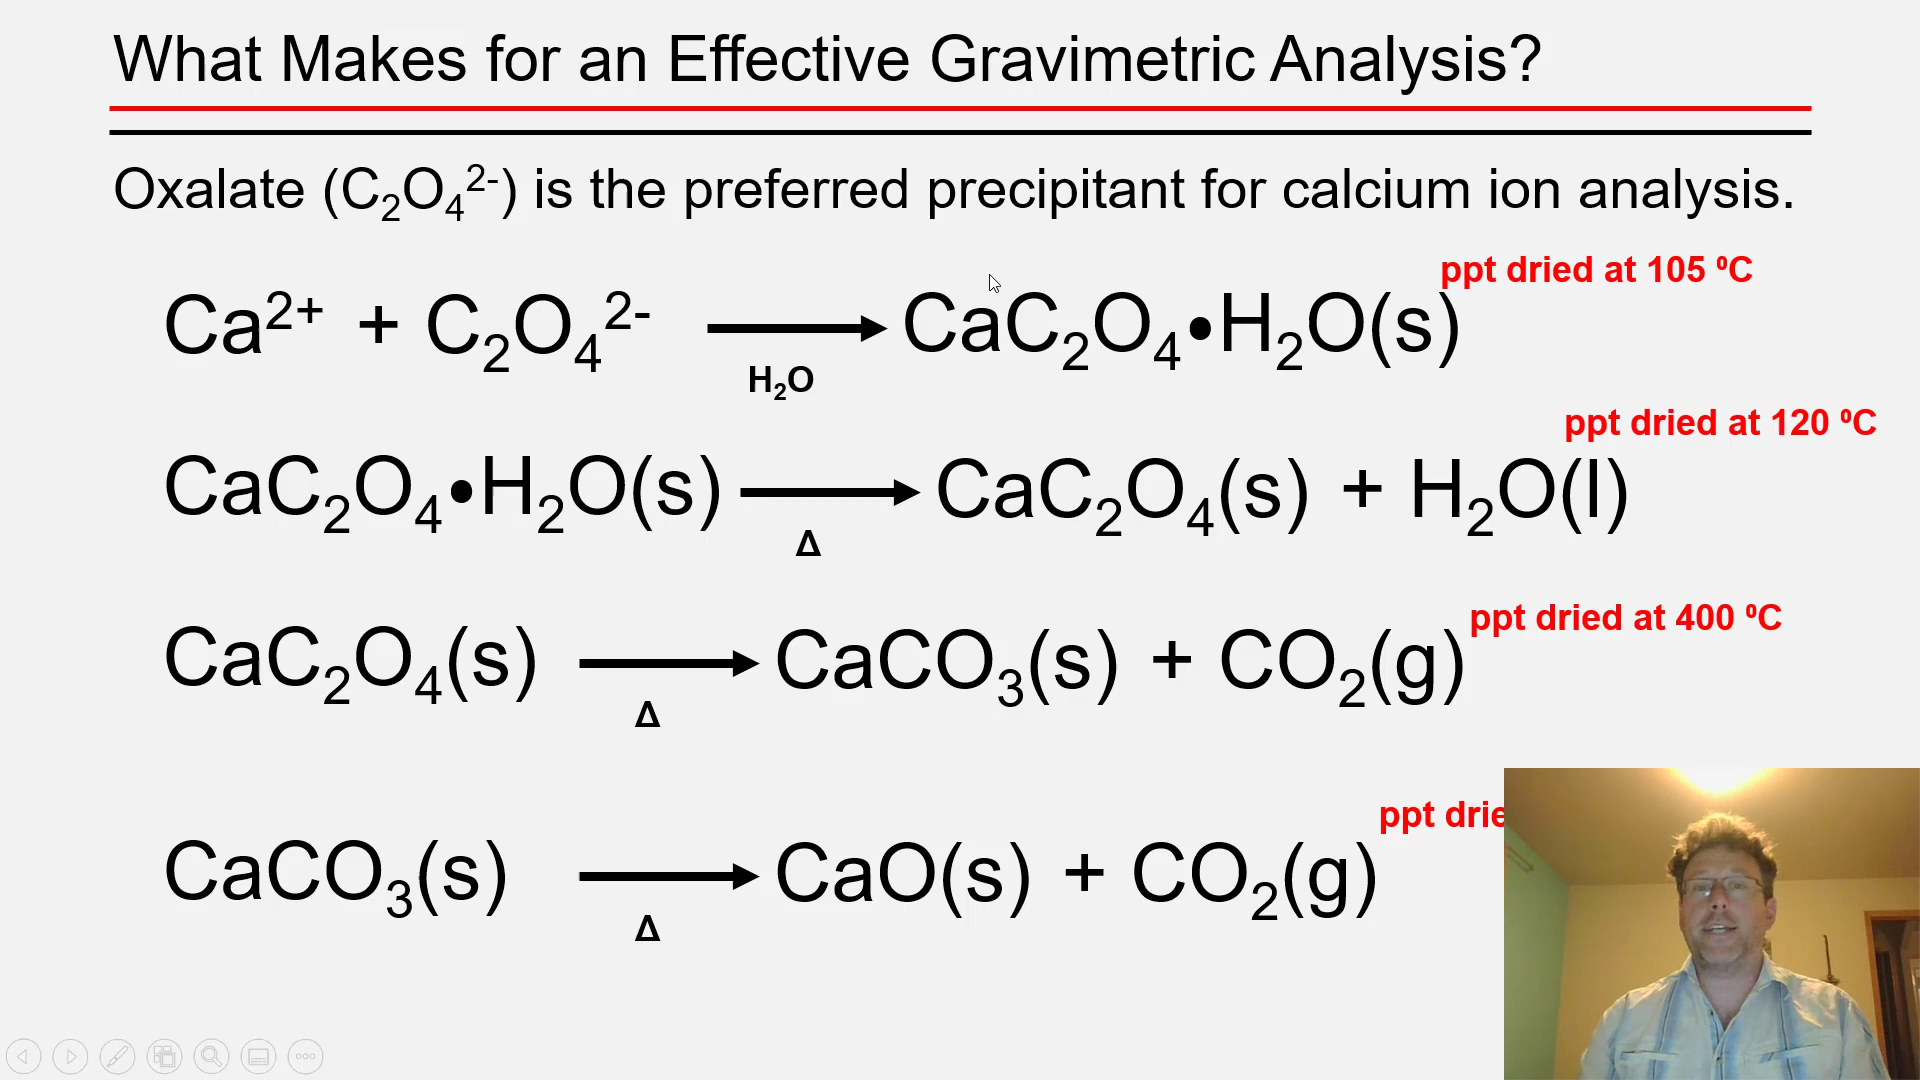 What Makes for an Effective Gravimetric Analysis?
Oxalate (C₂O₄²⁻) is the preferred precipitant for calcium ion analysis.
ppt dried at 105 ºC
Ca²⁺ + C₂O₄²⁻ → CaC₂O₄•H₂O(s)
H₂O
ppt dried at 120 ºC
CaC₂O₄•H₂O(s) → CaC₂O₄(s) + H₂O(l)
Δ
ppt dried at 400 ºC
CaC₂O₄(s) → CaCO₃(s) + CO₂(g)
Δ
ppt
CaCO₃(s) → CaO(s) + CO₂(g)
Δ